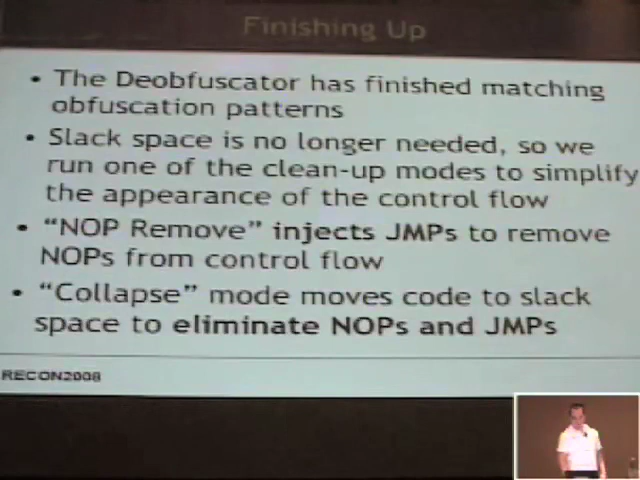 Finishing Up
• The Deobfuscator has finished matching
obfuscation patterns
• Slack space is no longer needed, so we
run one of the clean-up modes to simplify
the appearance of the control flow
• “NOP Remove” injects JMPs to remove
NOPs from control flow
• “Collapse” mode moves code to slack
space to eliminate NOPs and JMPs
RECON2008